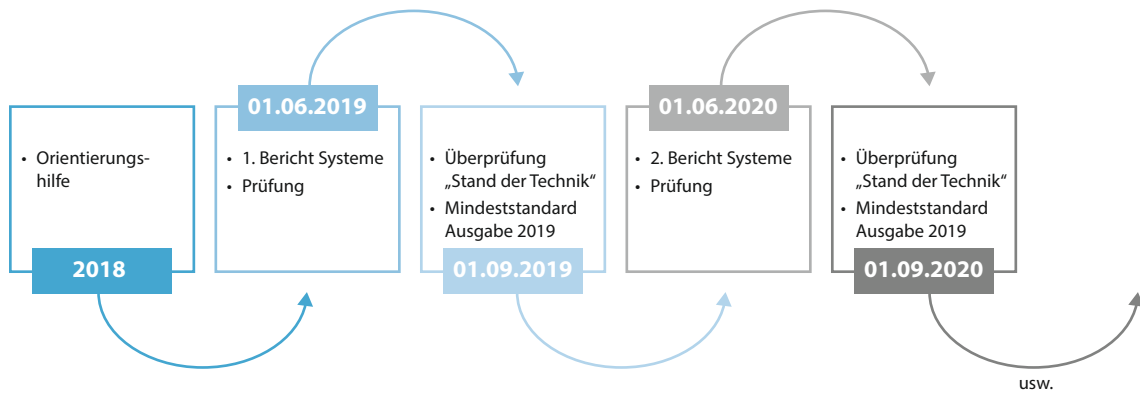 • Orientierungs-
hilfe
2018
01.06.2019
• 1. Bericht Systeme
• Prüfung
• Überprüfung
„Stand der Technik“
• Mindeststandard
Ausgabe 2019
01.09.2019
01.06.2020
• 2. Bericht Systeme
• Prüfung
• Überprüfung
„Stand der Technik“
• Mindeststandard
Ausgabe 2019
01.09.2020
usw.